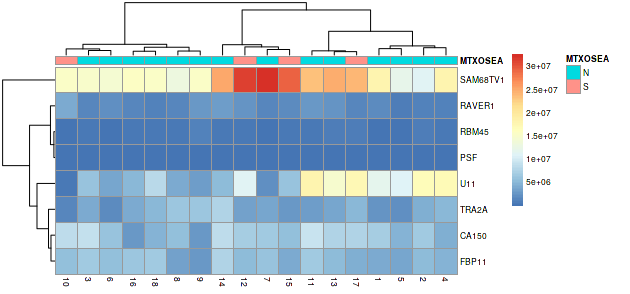 MTXOSEA
SAM68TV1
RAVER1
RBM45
PSF
U11
TRA2A
CA150
FBP11
10 3 6 16 18 8 9 14 12 7 15 11 13 17 1 5 2 4
3e+07
2.5e+07
2e+07
1.5e+07
1e+07
5e+06
MTXOSEA
N
S